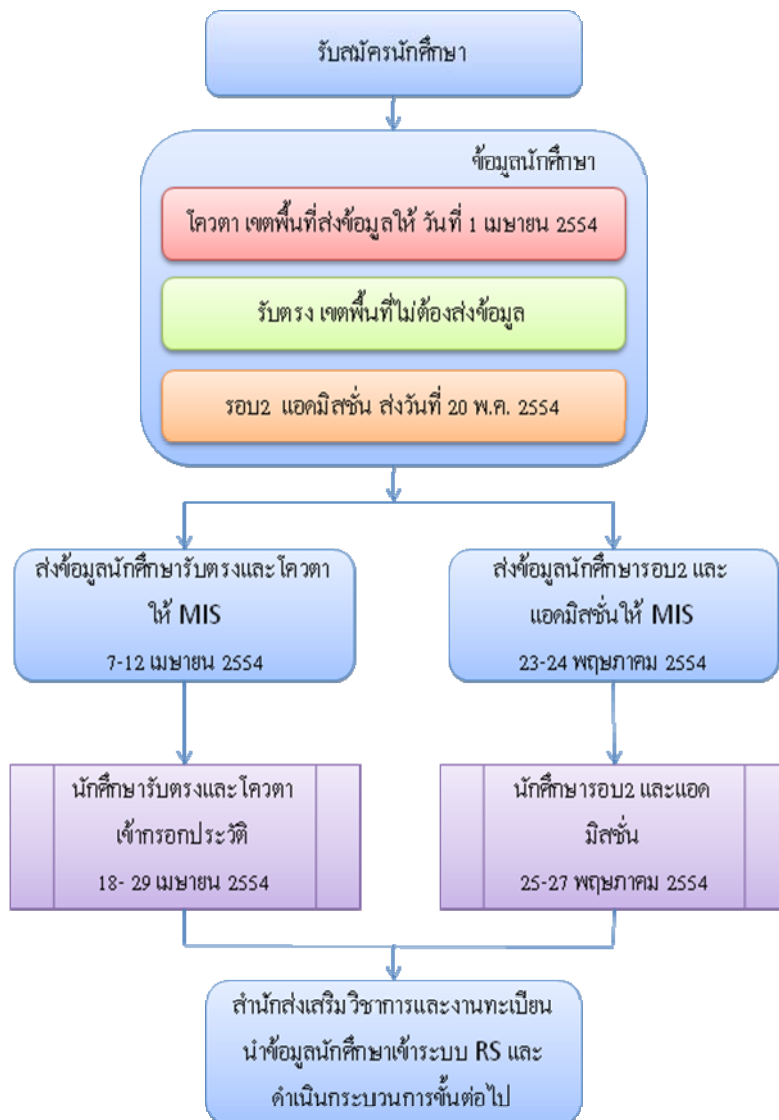 รับสมัครนักศึกษา
ข้อมูลนักศึกษา
โควตา เขตพื้นที่ส่งข้อมูลให้ วันที่ 1 เมษายน 2554
รับตรง เขตพื้นที่ไม่ต้องส่งข้อมูล
รอบ2 แอดมิสชั่น ส่งวันที่ 20 พ.ค. 2554
ส่งข้อมูลนักศึกษารับตรงและโควตา
ให้ MIS
7-12 เมษายน 2554
ส่งข้อมูลนักศึกษารอบ2 และ
แอดมิสชั่นให้ MIS
23-24 พฤษภาคม 2554
นักศึกษารับตรงและโควตา
เข้ากรอกประวัติ
18- 29 เมษายน 2554
นักศึกษารอบ2 และแอด
มิสชั่น
25-27 พฤษภาคม 2554
สำนักส่งเสริมวิชาการและงานทะเบียน
นำข้อมูลนักศึกษาเข้าระบบ RS และ
ดำเนินกระบวนการขั้นต่อไป